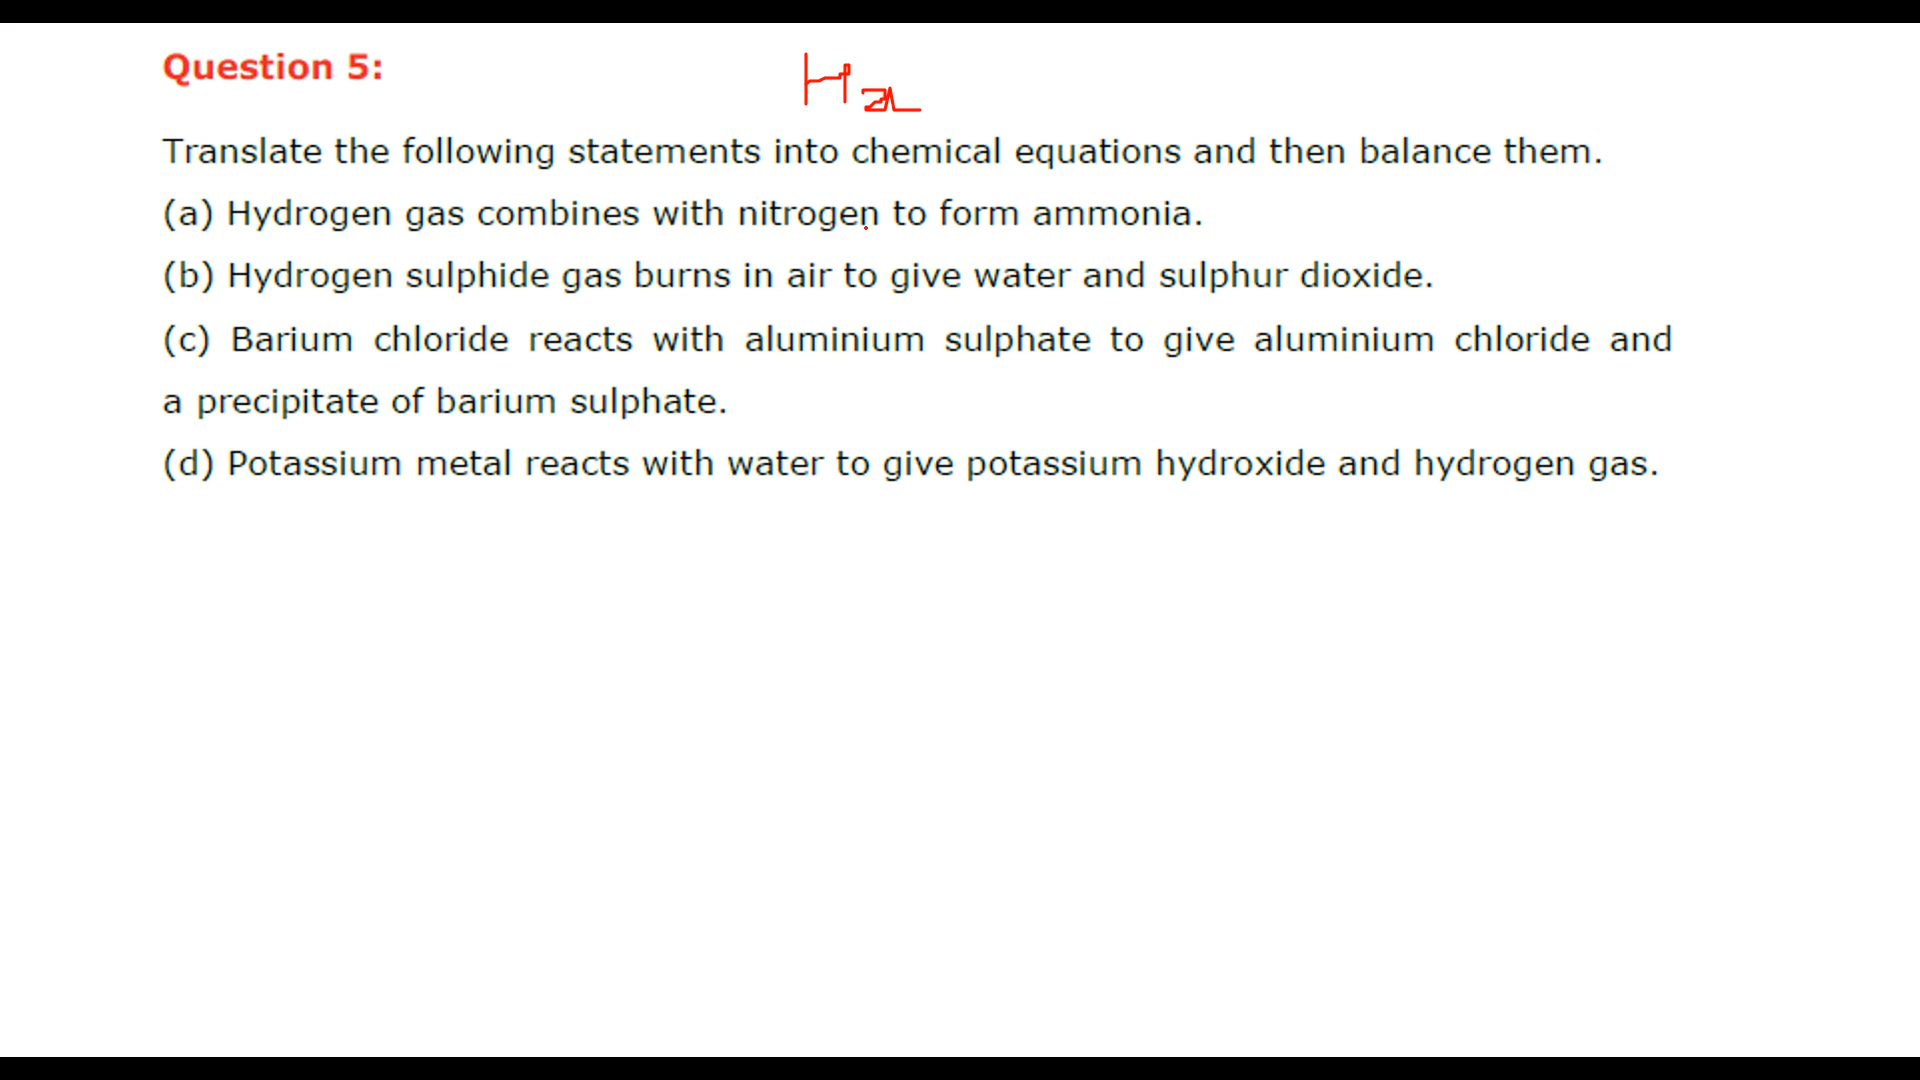 Question 5:
H2
Translate the following statements into chemical equations and then balance them.
(a) Hydrogen gas combines with nitrogen to form ammonia.
(b) Hydrogen sulphide gas burns in air to give water and sulphur dioxide.
(c) Barium chloride reacts with aluminium sulphate to give aluminium chloride and
a precipitate of barium sulphate.
(d) Potassium metal reacts with water to give potassium hydroxide and hydrogen gas.